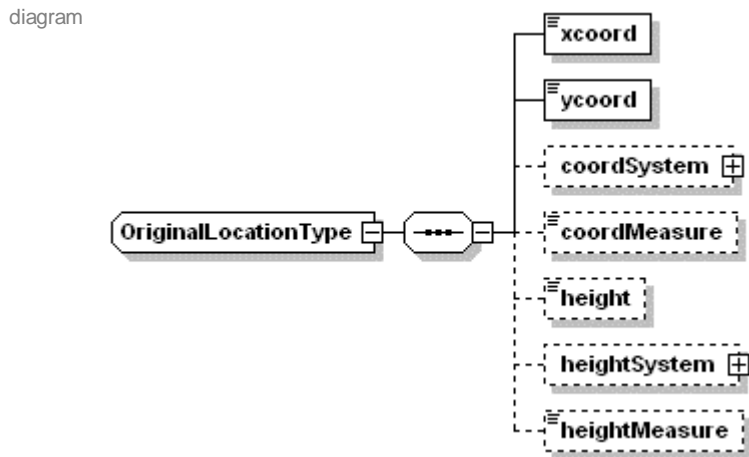 diagram
xcoord
ycoord
coordSystem
OriginalLocationType
coordMeasure
height
heightSystem
heightMeasure